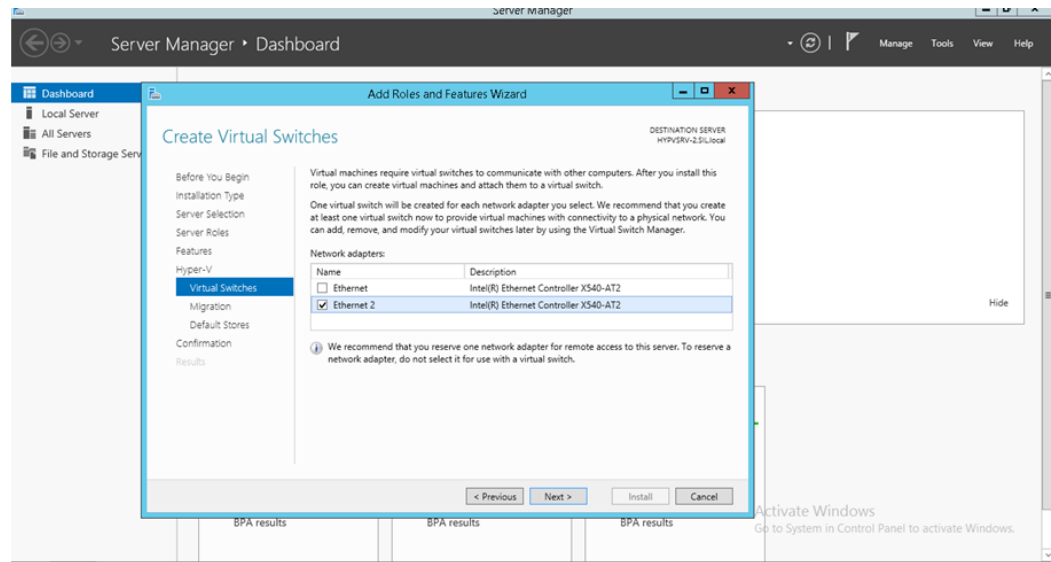 Server Manager
Server Manager • Dashboard
Manage Tools View Help
Dashboard
Local Server
All Servers
File and Storage Serv
Add Roles and Features Wizard
Create Virtual Switches
DESTINATION SERVER
HYPVSRV-2.SIL.local
Before You Begin
Installation Type
Server Selection
Server Roles
Features
Hyper-V
Virtual Switches
Migration
Default Stores
Confirmation
Results
Virtual machines require virtual switches to communicate with other computers. After you install this
role, you can create virtual machines and attach them to a virtual switch.
One virtual switch will be created for each network adapter you select. We recommend that you create
at least one virtual switch now to provide virtual machines with connectivity to a physical network. You
can add, remove, and modify your virtual switches later by using the Virtual Switch Manager.
Network adapters:
Name Description
Ethernet Intel(R) Ethernet Controller X540-AT2
Ethernet 2 Intel(R) Ethernet Controller X540-AT2
We recommend that you reserve one network adapter for remote access to this server. To reserve a
network adapter, do not select it for use with a virtual switch.
< Previous Next > Install Cancel
Hide
BPA results BPA results BPA results
Activate Windows
Go to System in Control Panel to activate Windows.